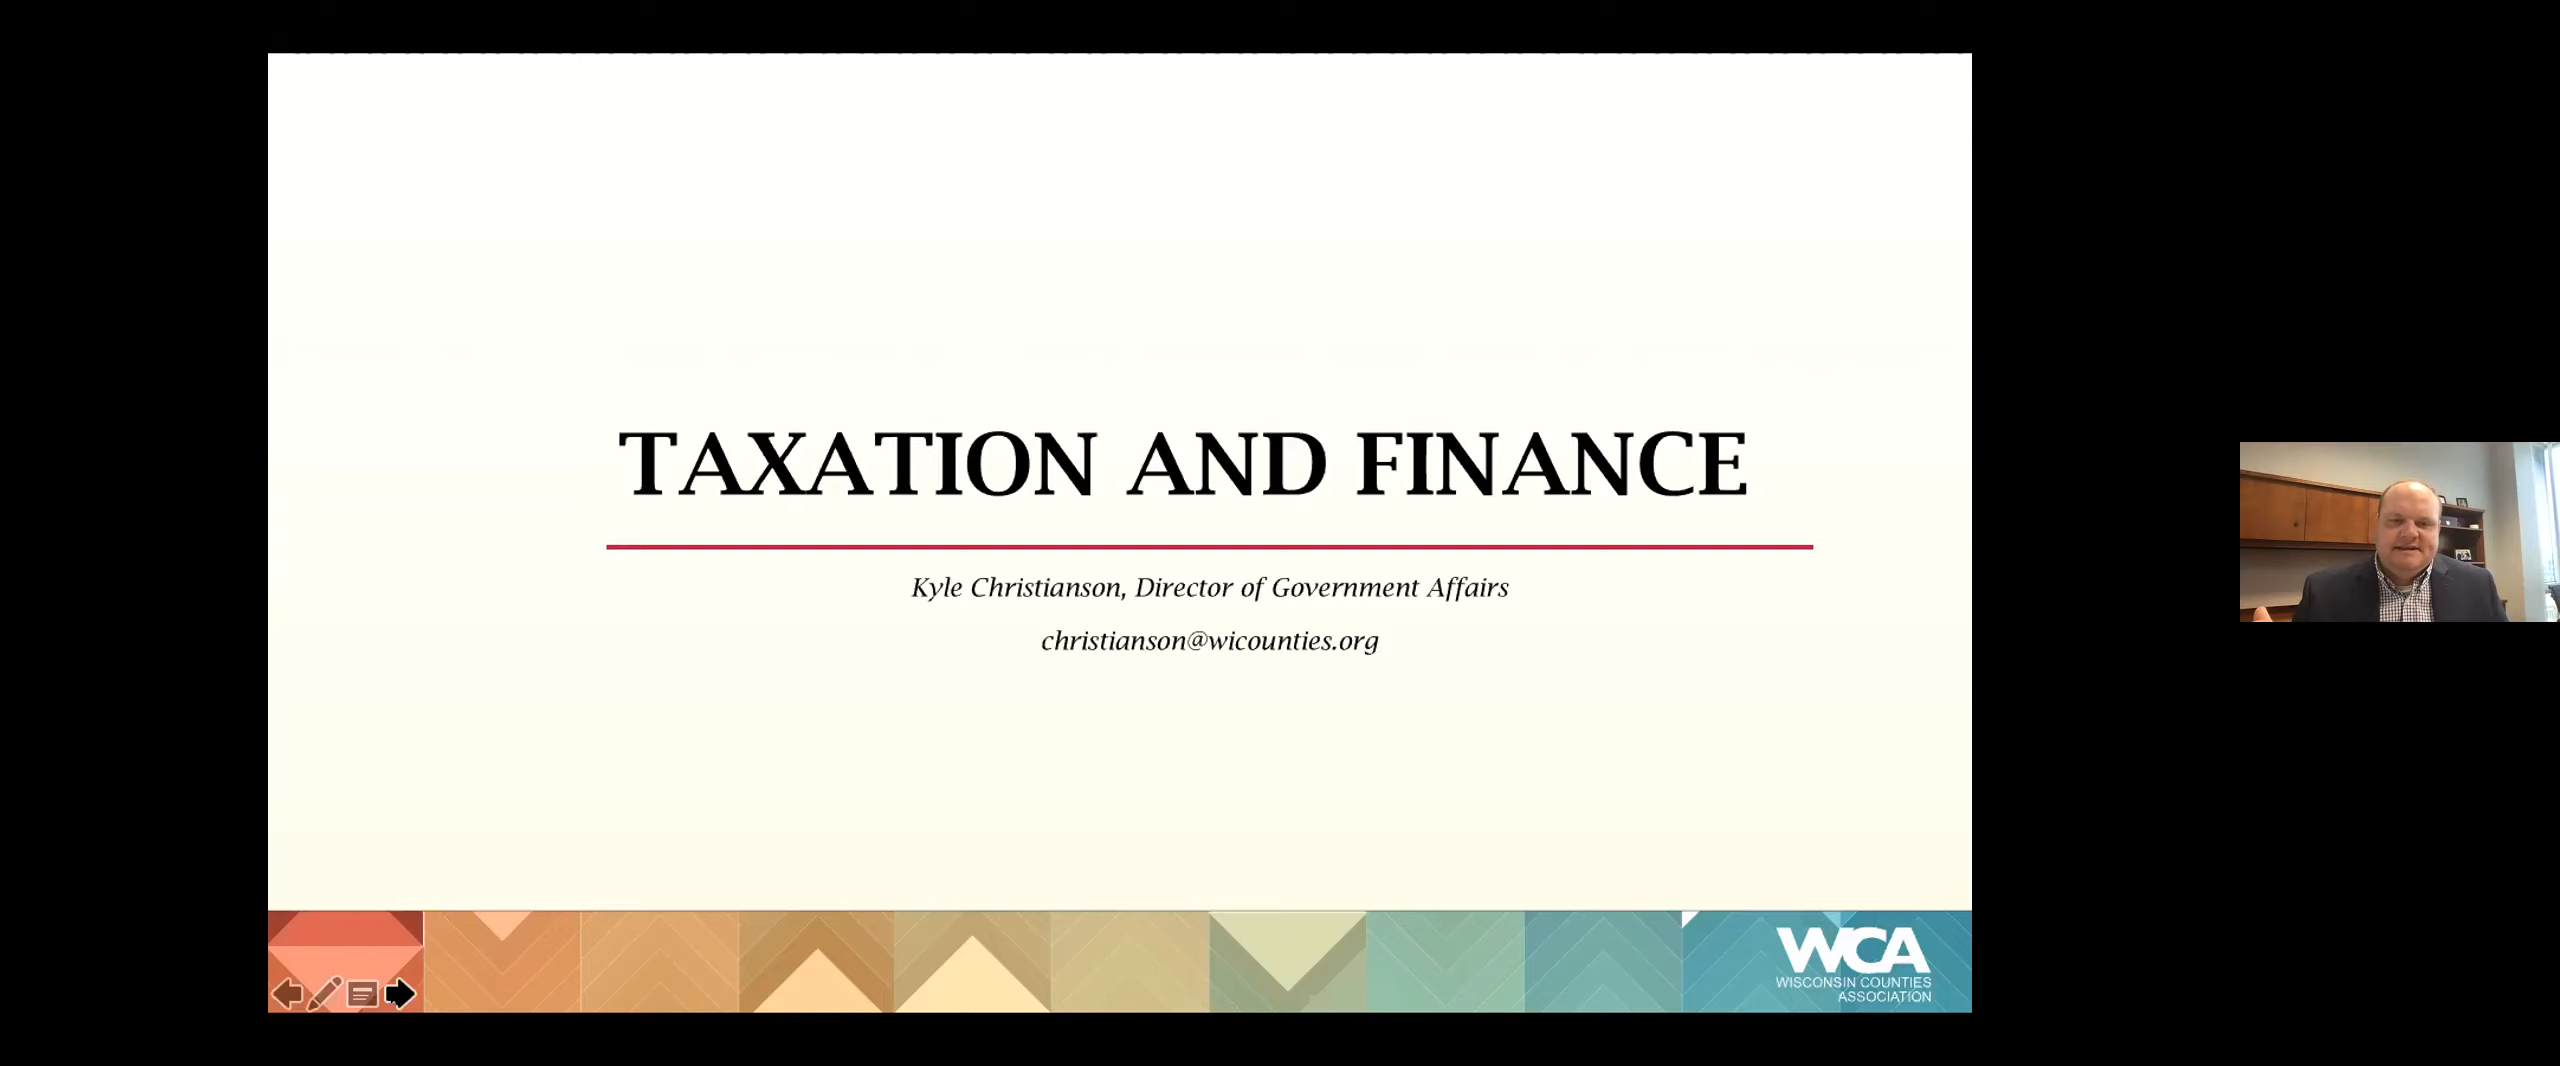 TAXATION AND FINANCE
Kyle Christianson, Director of Government Affairs
christianson@wicounties.org
WCA
WISCONSIN COUNTIES
ASSOCIATION